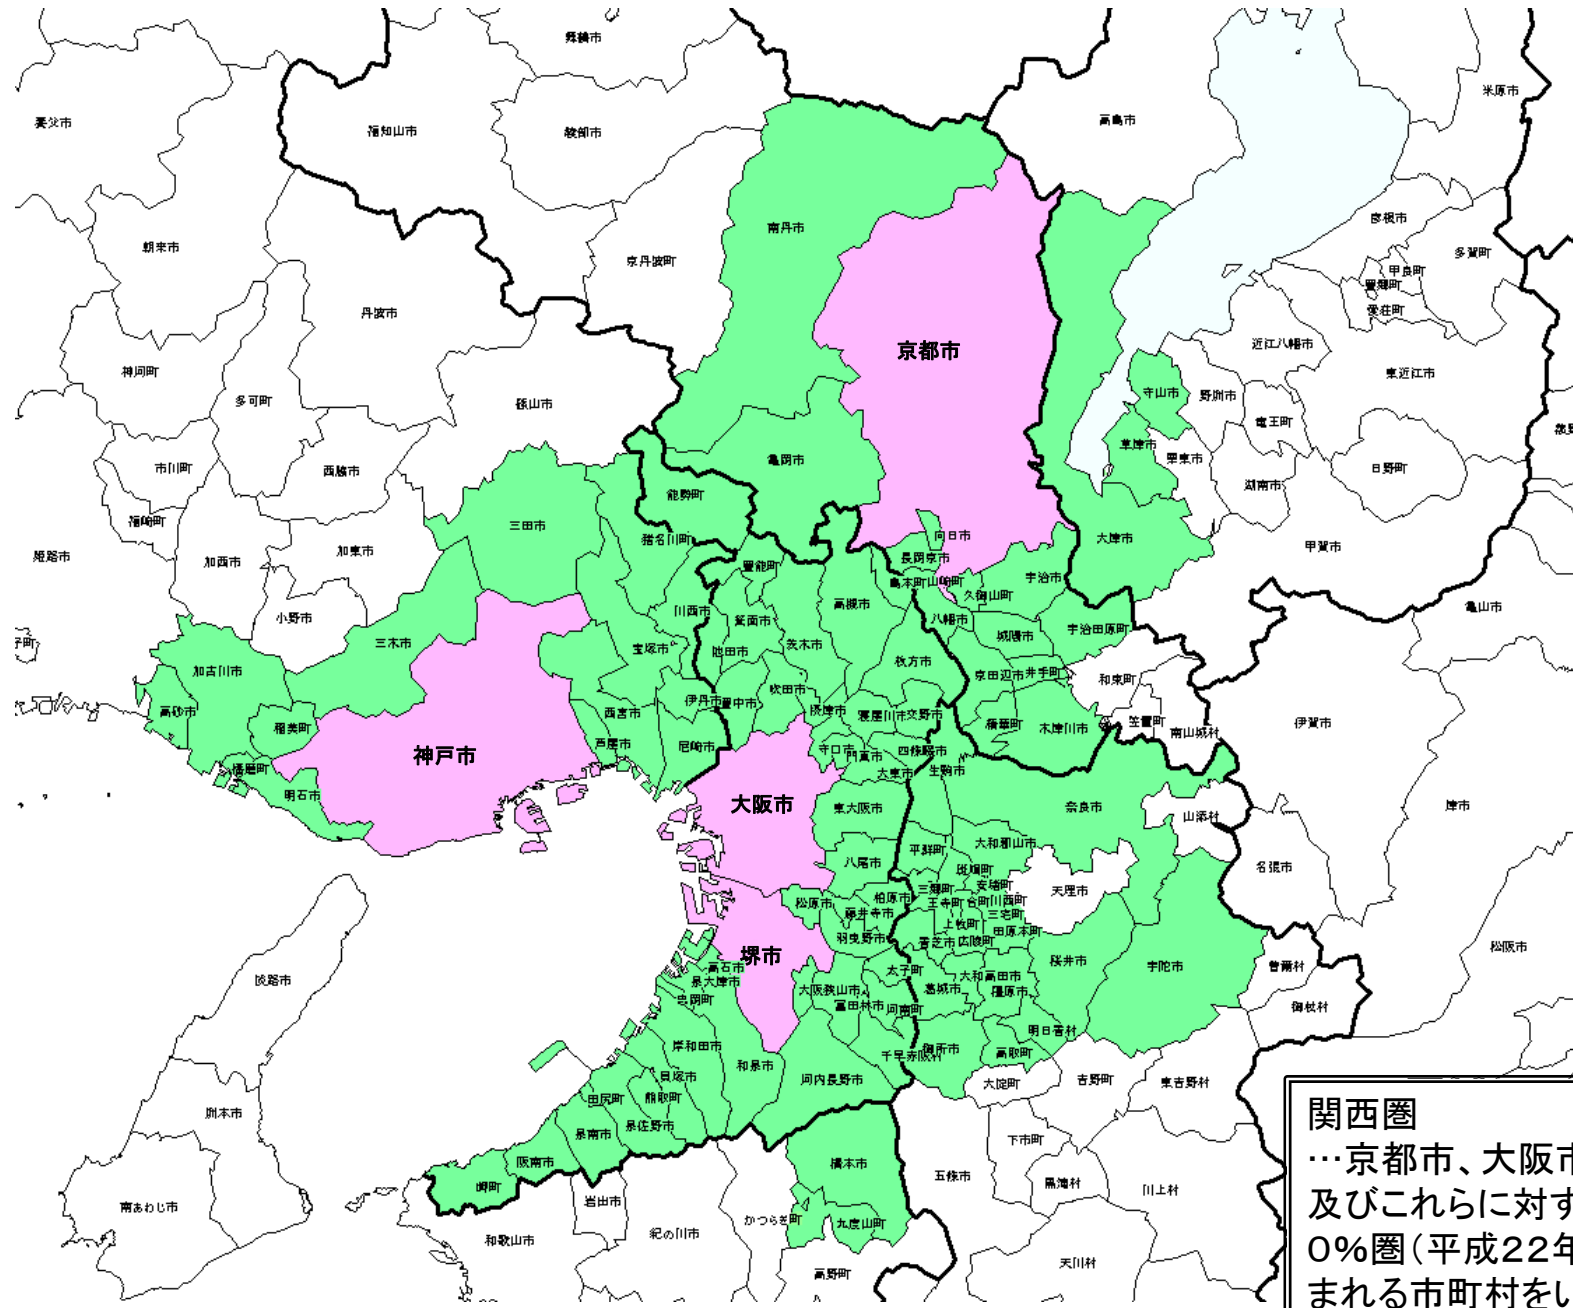 舞鶴市
米原市
養父市
福知山市
綾部市
高島市
彦根市
南丹市
朝来市
京丹波町
多賀町
甲良町
豊郷町
愛荘町
丹波市
近江八幡市
京都市
神河町
東近江市
多可町
篠山市
守山市
野洲市
竜王町
草津市
栗東市
亀岡市
市川町
西脇市
日野町
湖南市
能勢町
福崎町
三田市
猪名川町
向日市
大津市
甲賀市
姫路市
加西市
加東市
長岡京市
豊能町
島本町
山崎町
宇治市
久御山町
小野市
川西市
高槻市
亀山市
箕面市
八幡市
城陽市
宇治田原町
三木市
宝塚市
池田市
茨木市
枚方市
加古川市
京田辺市
井手町
和束町
吹田市
伊丹市
豊中市
高砂市
西宮市
摂津市
寝屋川市
交野市
稲美町
精華町
木津川市
笠置町
南山城村
伊賀市
芦屋市
尼崎市
守口市
門真市
四條畷市
神戸市
播磨町
大東市
生駒市
明石市
大阪市
東大阪市
奈良市
山添村
津市
平群町
大和郡山市
八尾市
斑鳩町
安堵町
名張市
三郷町
天理市
柏原市
松原市
王寺町
川西町
藤井寺市
三宅町
上牧町
田原本町
羽曳野市
香芝市
広陵町
松阪市
堺市
高石市
太子町
桜井市
宇陀市
曽爾村
淡路市
泉大津市
大和高田市
大阪狭山市
葛城市
橿原市
忠岡町
富田林市
河南町
御杖村
明日香村
岸和田市
千早赤阪村
御所市
高取町
和泉市
貝塚市
河内長野市
大淀町
吉野町
東吉野村
田尻町
熊取町
洲本市
泉佐野市
泉南市
下市町
関西圏
…京都市、大阪市
及びこれらに対す
0%圏(平成22年
まれる市町村をい
阪南市
橋本市
五條市
黒滝村
川上村
岬町
岩出市
南あわじ市
かつらぎ町
九度山町
紀の川市
和歌山市
高野町
天川村